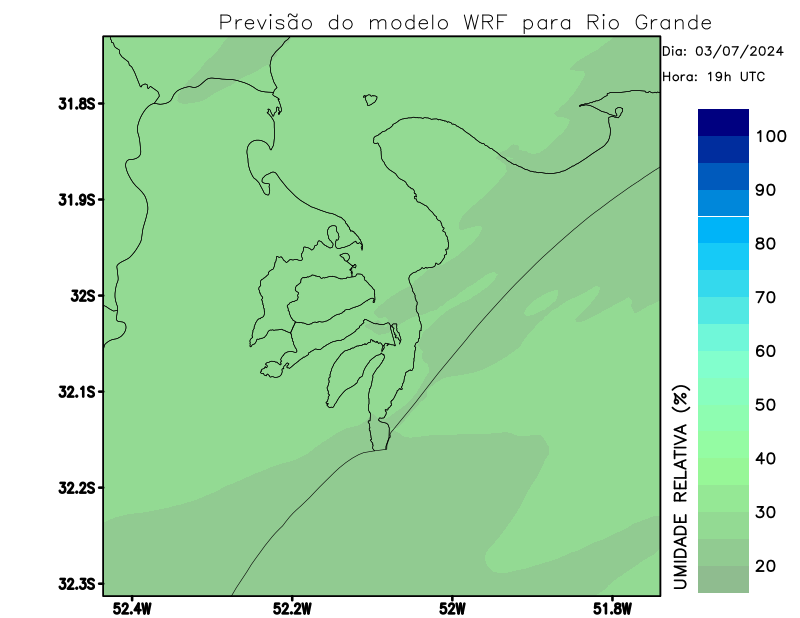 Previsão do modelo WRF para Rio Grande
Dia: 03/07/2024
Hora: 19h UTC
31.8S
31.9S
32S
32.1S
32.2S
32.3S
52.4W
52.2W
52W
51.8W
100
90
80
70
60
50
40
30
20
UMIDADE RELATIVA (%)